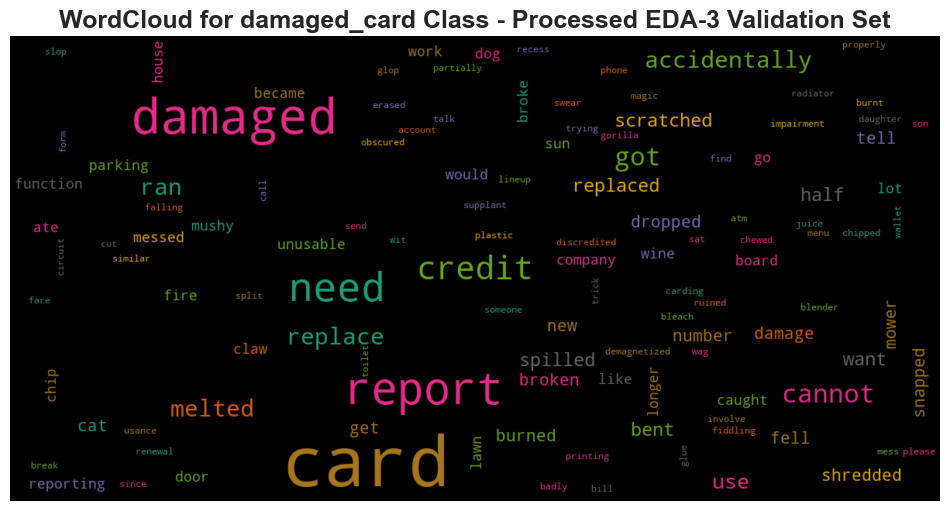 WordCloud for damaged_card Class - Processed EDA-3 Validation Set
slop
house
work
dog
recess
accidentally
properly
glop
partially
phone
became
damaged
erased
talk
broke
swear
magic
radiator
burnt
account
obscured
trying
gorilla
scratched
impairment
daughter
son
tell
form
sun
got
find
go
parking
function
ran
call
would
lineup
replaced
half
lot
falling
supplant
ate
messed
mushy
send
dropped
atm
juice
menu
chipped
wallet
circuit
cut
similar
unusable
wit
plastic
discredited
wine
sat
chewed
credit
company
board
fare
fire
split
need
someone
trick
carding
ruined
blender
bleach
new
replace
number
damage
mower
claw
toilet
spilled
demagnetized
wag
want
snapped
chip
melted
report
broken
like
longer
caught
cannot
cat
usance
get
lawn
burned
bent
involve
fiddling
fell
renewal
card
break
door
printing
glue
mess
please
reporting
since
badly
bill
use
shredded